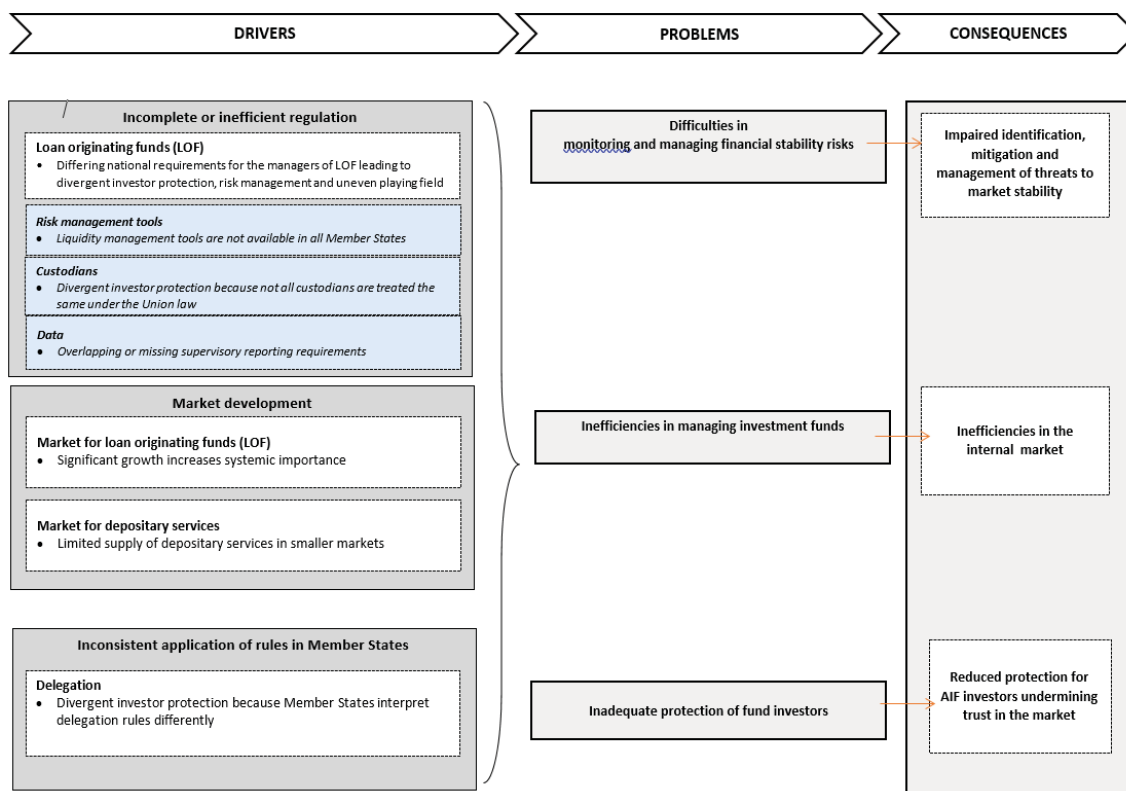 DRIVERS
PROBLEMS
CONSEQUENCES
Incomplete or inefficient regulation
Loan originating funds (LOF)
• Differing national requirements for the managers of LOF leading to
divergent investor protection, risk management and uneven playing field
Risk management tools
• Liquidity management tools are not available in all Member States
Custodians
• Divergent investor protection because not all custodians are treated the
same under the Union law
Data
• Overlapping or missing supervisory reporting requirements
Market development
Market for loan originating funds (LOF)
• Significant growth increases systemic importance
Market for depositary services
• Limited supply of depositary services in smaller markets
Inconsistent application of rules in Member States
Delegation
• Divergent investor protection because Member States interpret
delegation rules differently
Difficulties in
monitoring and managing financial stability risks
Inefficiencies in managing investment funds
Inadequate protection of fund investors
Impaired identification,
mitigation and
management of threats to
market stability
Inefficiencies in the
internal market
Reduced protection for
AIF investors undermining
trust in the market